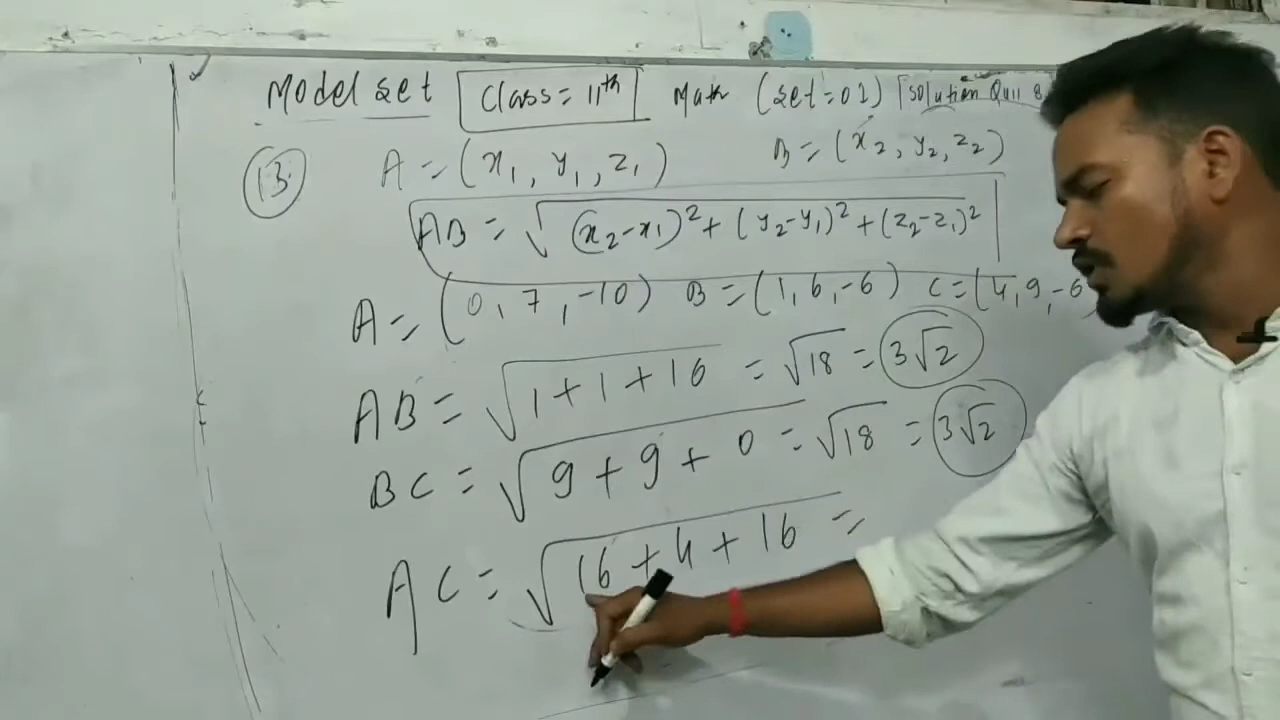 Model set Class = 11th Math (set = 01) Solution
(13) A = (x₁, y₁, z₁) B = (x₂, y₂, z₂)
AB = √(x₂-x₁)² + (y₂-y₁)² + (z₂-z₁)²
A = (0, 7, -10) B = (1, 6, -6) C = (4, 9, -6
AB = √1+1+16 = √18 = 3√2
BC = √9+9+0 = √18 = 3√2
AC = √16+4+16 =